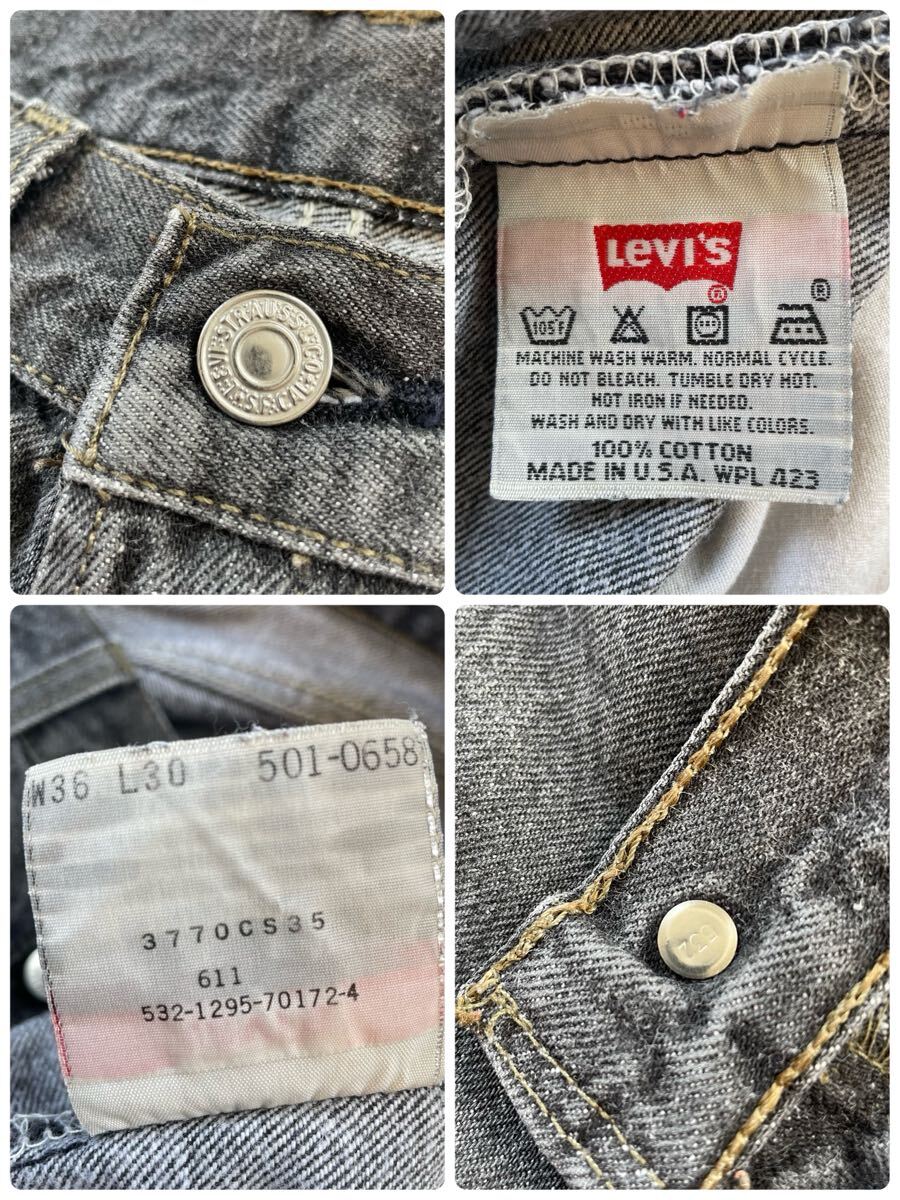 LEVI STRAUSS & CO. S.F. CAL.
LEVI'S
®
®
105°F
MACHINE WASH WARM. NORMAL CYCLE.
DO NOT BLEACH. TUMBLE DRY HOT.
HOT IRON IF NEEDED.
WASH AND DRY WITH LIKE COLORS.
100% COTTON
MADE IN U.S.A. WPL 423
W36 L30 501-0658
3770CS35
611
532-1295-70172-4
532